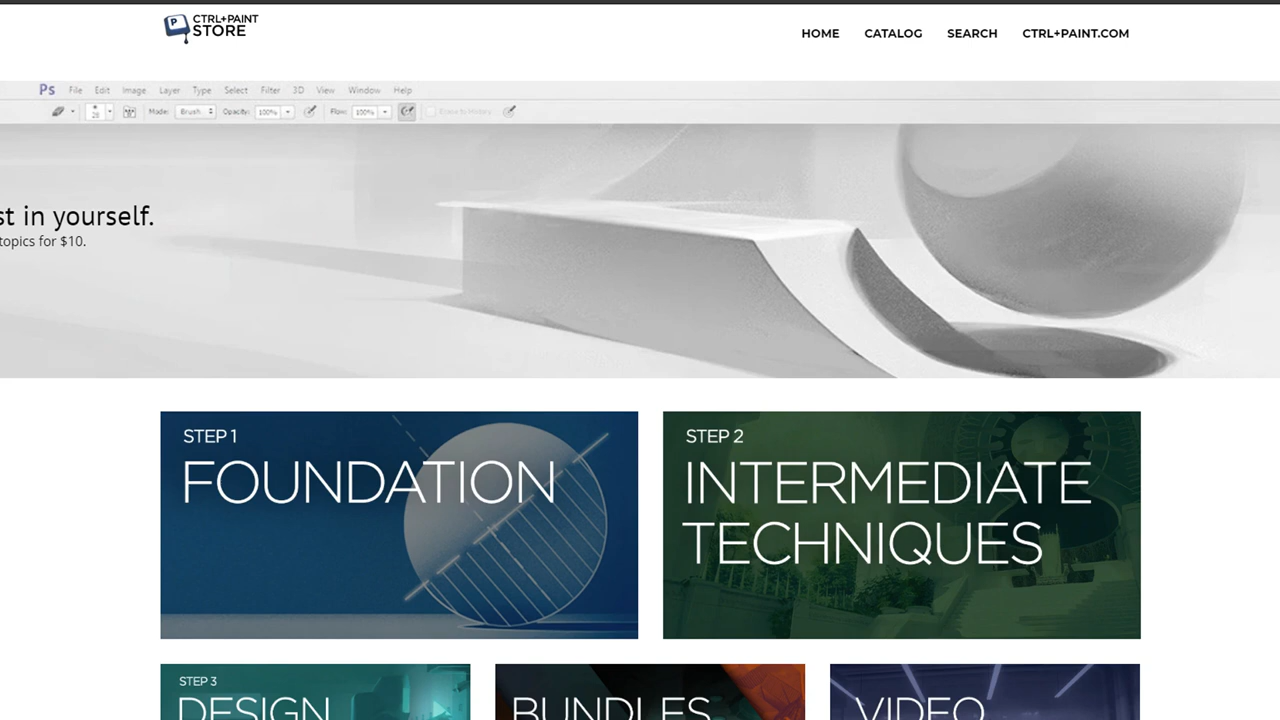 CTRL+PAINT
STORE
HOME CATALOG SEARCH CTRL+PAINT.COM
Ps File Edit Image Layer Type Select Filter 3D View Window Help
28 Mode: Brush Opacity: 100% Flow: 100% Erase to History
st in yourself.
topics for $10.
STEP 1
FOUNDATION
STEP 2
INTERMEDIATE
TECHNIQUES
STEP 3
DESIGN
BUNDLES
VIDEO